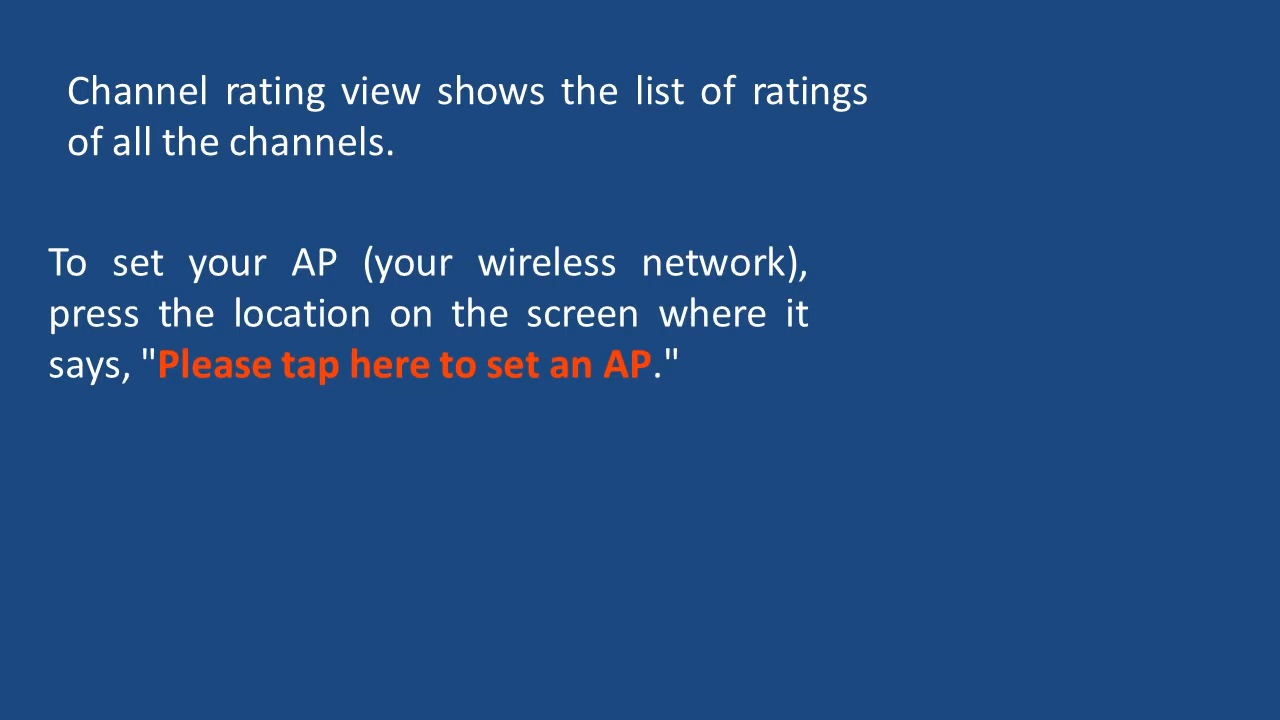 Channel rating view shows the list of ratings
of all the channels.
To set your AP (your wireless network),
press the location on the screen where it
says, "Please tap here to set an AP."